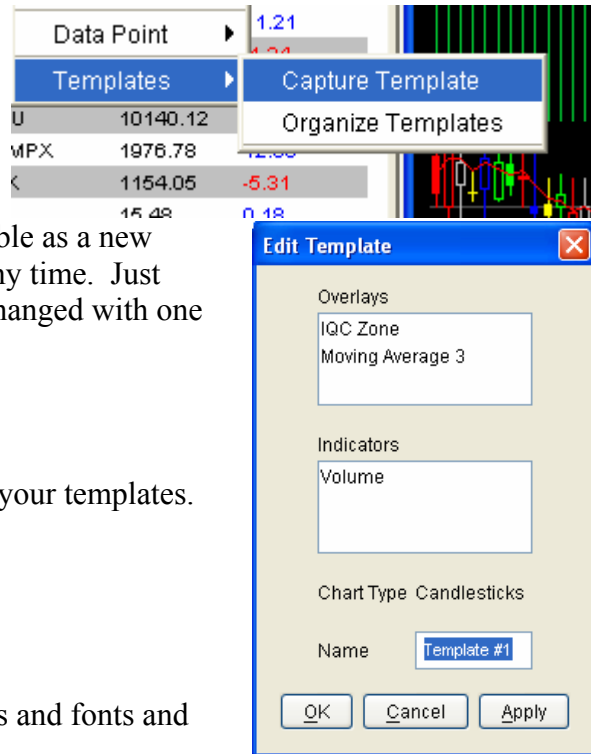 Data Point 1.21
Templates Capture Template
U 10140.12 Organize Templates
MPX 1976.78
1154.05 -5.31
15.48 0.18
ble as a new
ny time. Just
hanged with one
your templates.
s and fonts and
Edit Template
Overlays
IQC Zone
Moving Average 3
Indicators
Volume
Chart Type Candlesticks
Name Template #1
OK Cancel Apply